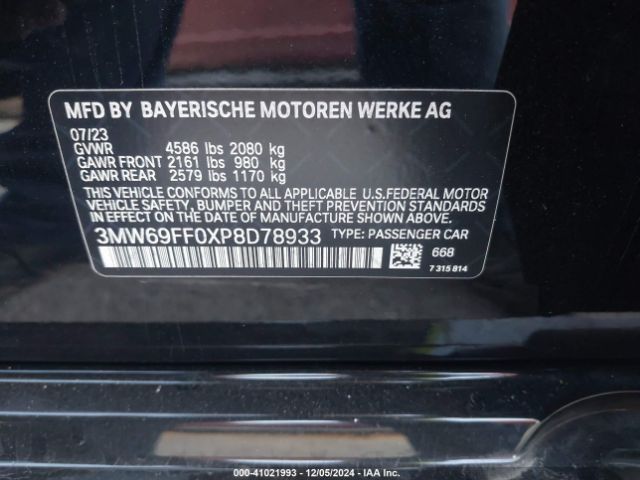 MFD BY BAYERISCHE MOTOREN WERKE AG
07/23
GVWR 4586 lbs 2080 kg
GAWR FRONT 2161 lbs 980 kg
GAWR REAR 2579 lbs 1170 kg
THIS VEHICLE CONFORMS TO ALL APPLICABLE U.S.FEDERAL MOTOR
VEHICLE SAFETY, BUMPER AND THEFT PREVENTION STANDARDS
IN EFFECT ON THE DATE OF MANUFACTURE SHOWN ABOVE.
3MW69FF0XP8D78933 TYPE: PASSENGER CAR
668
7 315 814
000-41021993 - 12/05/2024 - IAA Inc.